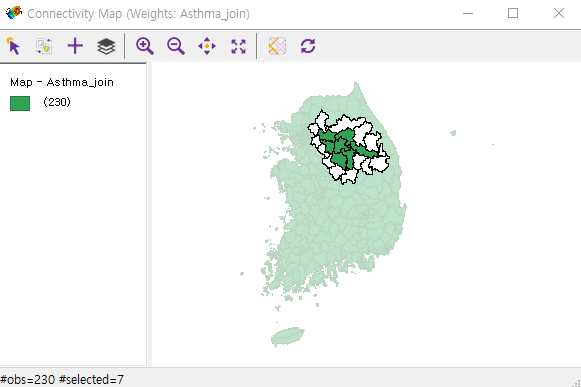 Connectivity Map (Weights: Asthma_join)
Map - Asthma_join
(230)
#obs=230 #selected=7